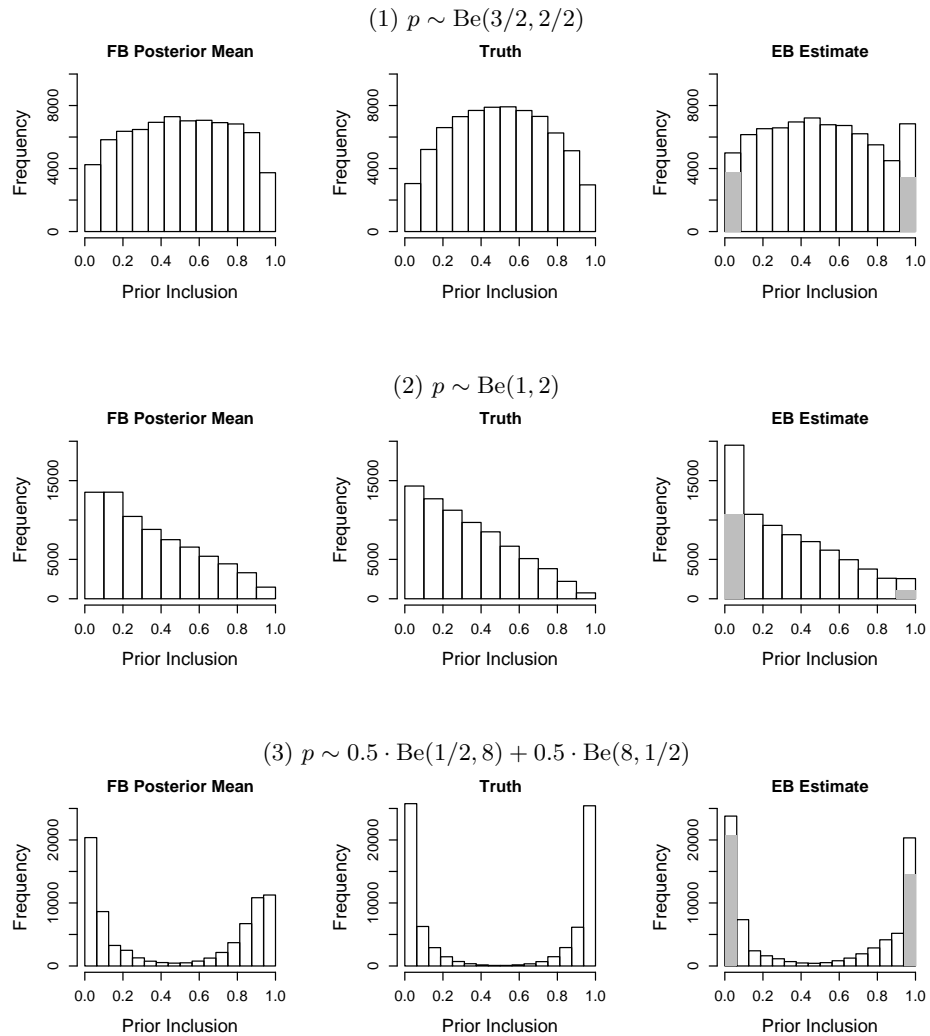 (1) p ∼ Be(3/2, 2/2)
FB Posterior Mean Truth EB Estimate
Frequency Frequency Frequency
8000 8000 8000
4000 4000 4000
0 0 0
0.0 0.2 0.4 0.6 0.8 1.0 0.0 0.2 0.4 0.6 0.8 1.0 0.0 0.2 0.4 0.6 0.8 1.0
Prior Inclusion Prior Inclusion Prior Inclusion
(2) p ∼ Be(1, 2)
FB Posterior Mean Truth EB Estimate
Frequency Frequency Frequency
15000 15000 15000
5000 5000 5000
0 0 0
0.0 0.2 0.4 0.6 0.8 1.0 0.0 0.2 0.4 0.6 0.8 1.0 0.0 0.2 0.4 0.6 0.8 1.0
Prior Inclusion Prior Inclusion Prior Inclusion
(3) p ∼ 0.5 · Be(1/2, 8) + 0.5 · Be(8, 1/2)
FB Posterior Mean Truth EB Estimate
Frequency Frequency Frequency
20000 20000 20000
10000 10000 10000
0 0 0
0.0 0.2 0.4 0.6 0.8 1.0 0.0 0.2 0.4 0.6 0.8 1.0 0.0 0.2 0.4 0.6 0.8 1.0
Prior Inclusion Prior Inclusion Prior Inclusion